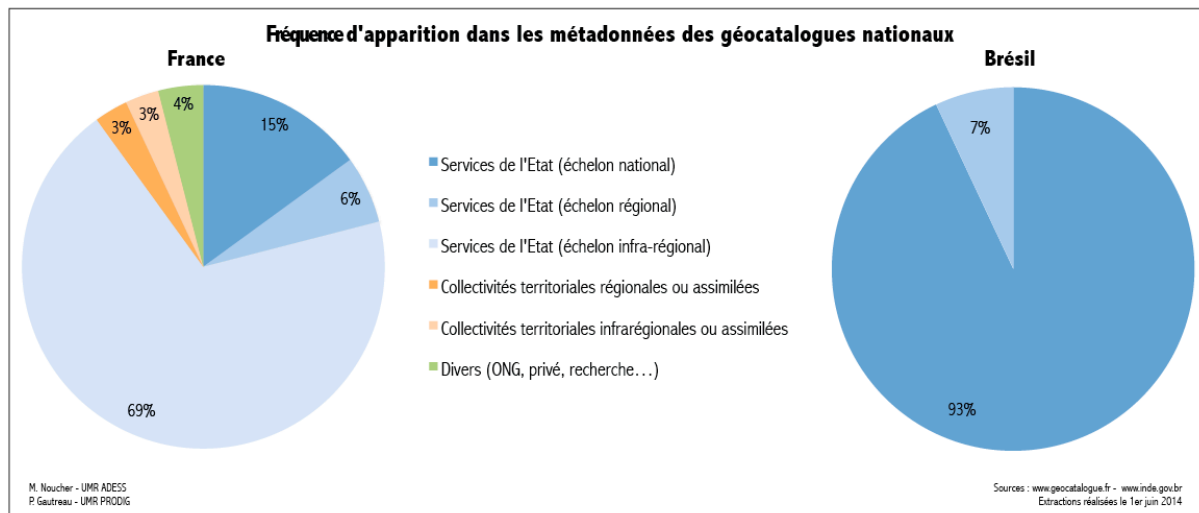 Fréquence d'apparition dans les métadonnées des géocatalogues nationaux
France
Brésil
4%
3%
3%
15%
6%
69%
Services de l'Etat (échelon national)
Services de l'Etat (échelon régional)
Services de l'Etat (échelon infra-régional)
Collectivités territoriales régionales ou assimilées
Collectivités territoriales infrarégionales ou assimilées
Divers (ONG, privé, recherche…)
7%
93%
M. Noucher - UMR ADESS
P. Gautreau - UMR PRODIG
Sources : www.geocatalogue.fr - www.inde.gov.br
Extractions réalisées le 1er juin 2014